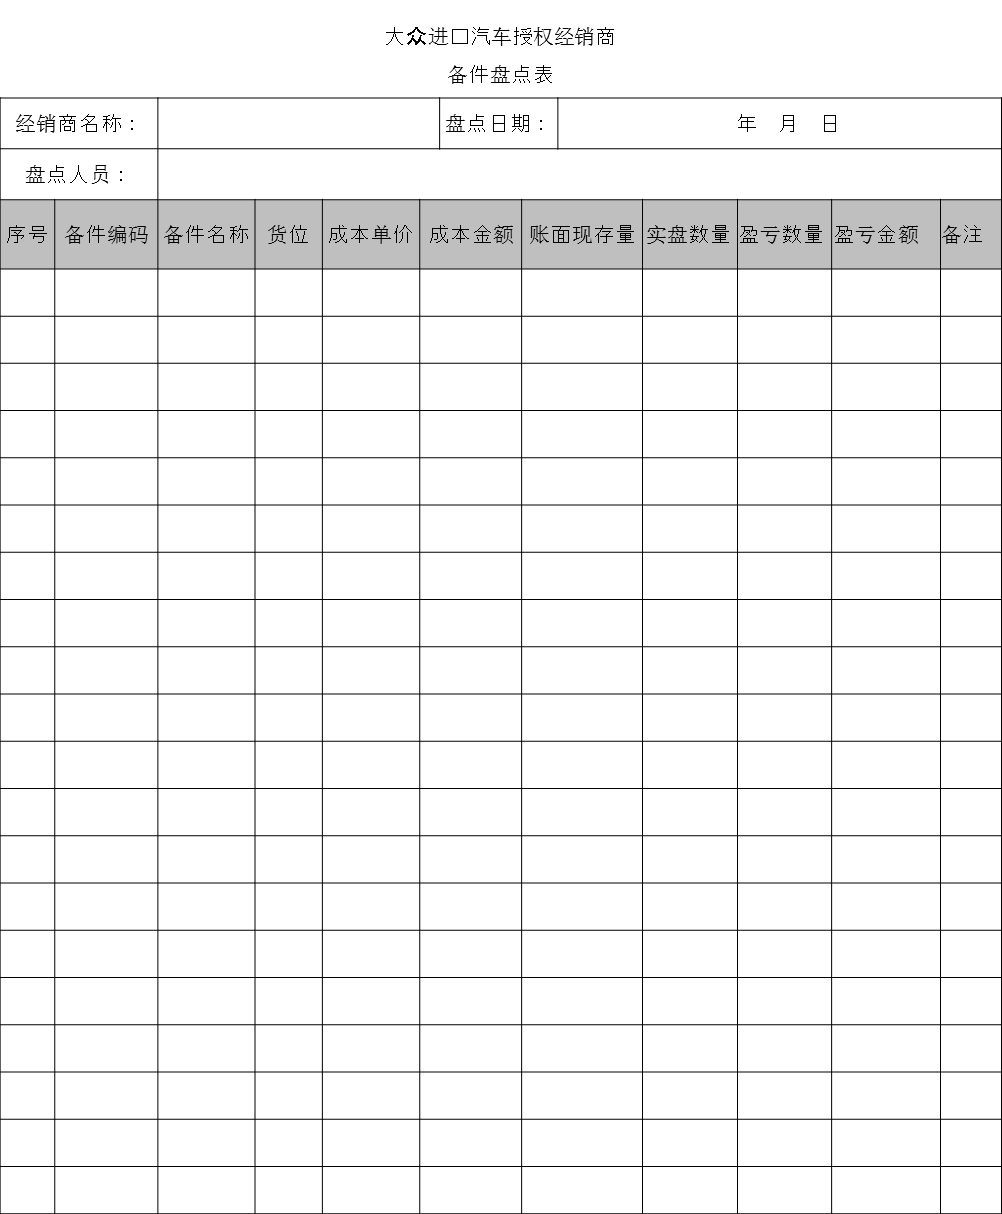 大众进口汽车授权经销商
备件盘点表
经销商名称： 盘点日期： 年 月 日
盘点人员：
序号 备件编码 备件名称 货位 成本单价 成本金额 账面现存量 实盘数量 盈亏数量 盈亏金额 备注